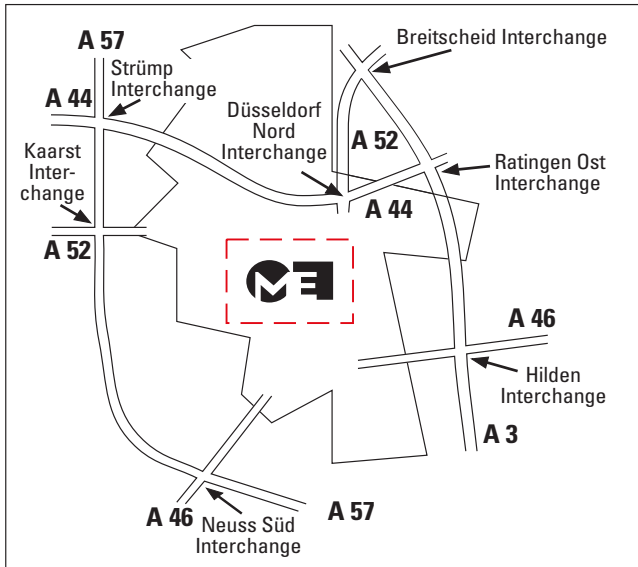 A 57
Strümp
Interchange
A 44
Kaarst
Inter-
change
A 52
Düsseldorf
Nord
Interchange
Breitscheid Interchange
A 52
Ratingen Ost
Interchange
A 44
ME
A 46
Hilden
Interchange
A 3
A 46
Neuss Süd
Interchange
A 57